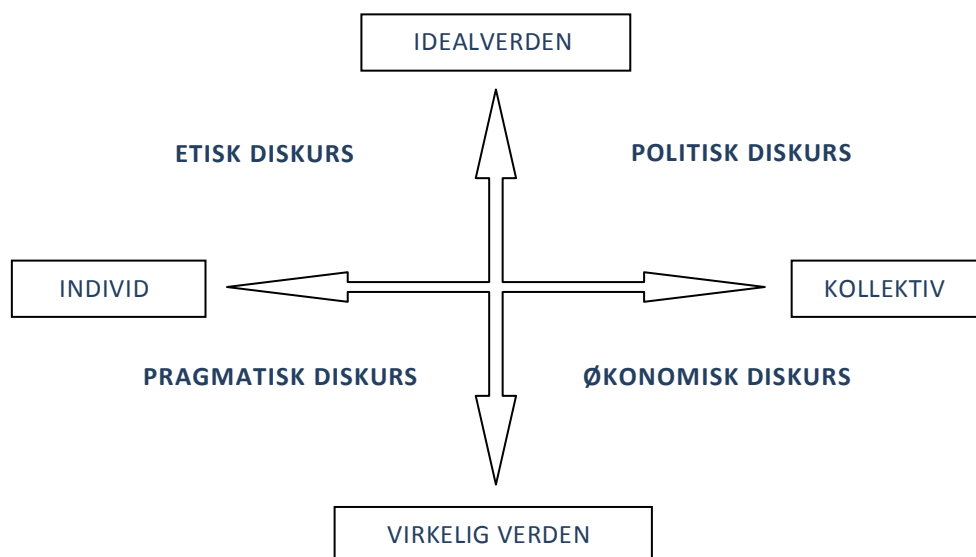 IDEALVERDEN
ETISK DISKURS
POLITISK DISKURS
INDIVID
KOLLEKTIV
PRAGMATISK DISKURS
ØKONOMISK DISKURS
VIRKELIG VERDEN